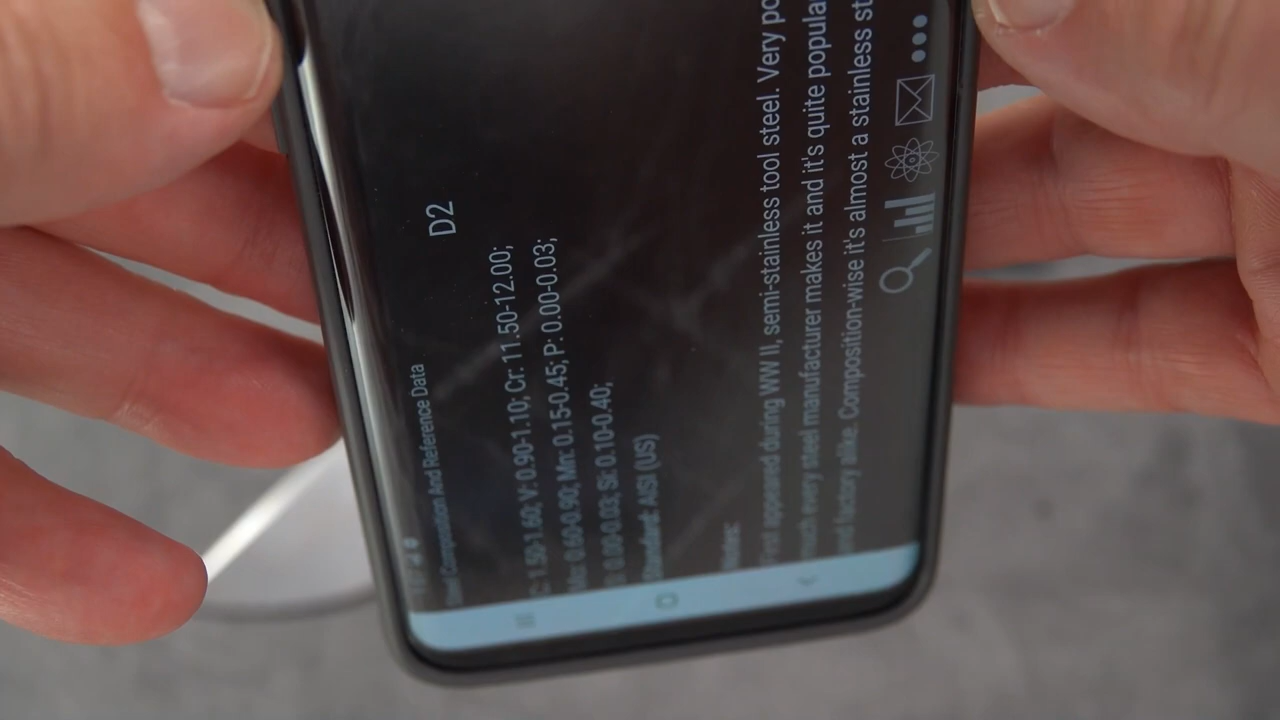 Steel Composition And Reference Data
D2
C: 1.50-1.60; V: 0.90-1.10; Cr: 11.50-12.00;
Mo: 0.60-0.90; Mn: 0.15-0.45; P: 0.00-0.03;
0.00-0.03; Si: 0.10-0.40;
Standard: AISI (US)
Notes:
First appeared during WW II, semi-stainless tool steel. Very po
much every steel manufacturer makes it and it's quite popula
and factory alike. Composition-wise it's almost a stainless st